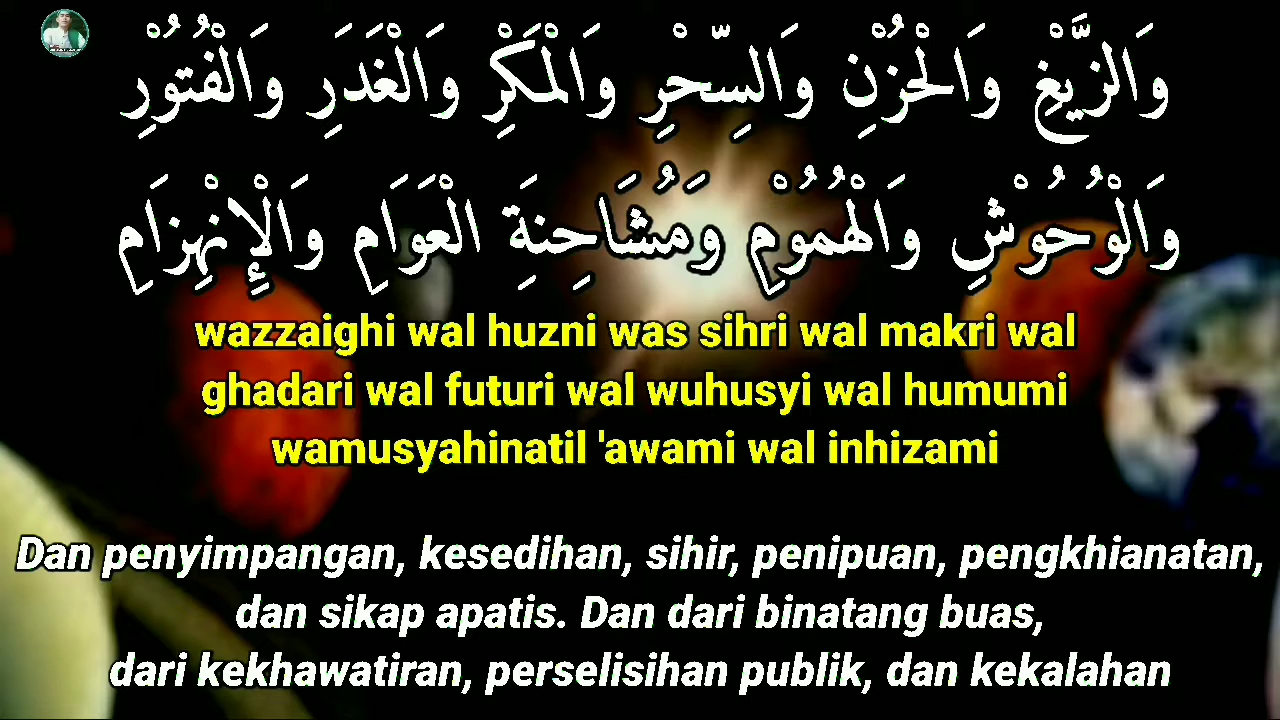 وَالزَّيْغِ وَالْحُزْنِ وَالسِّحْرِ وَالْمَكْرِ وَالْغَدَرِ وَالْفُتُوْرِ
وَالْوُحُوْشِ وَالْهُمُوْمِ وَمُشَاحِنَةِ الْعَوَامِ وَالْإِنْهِزَامِ
wazzaighi wal huzni was sihri wal makri wal
ghadari wal futuri wal wuhusyi wal humumi
wamusyahinatil 'awami wal inhizami
Dan penyimpangan, kesedihan, sihir, penipuan, pengkhianatan,
dan sikap apatis. Dan dari binatang buas,
dari kekhawatiran, perselisihan publik, dan kekalahan